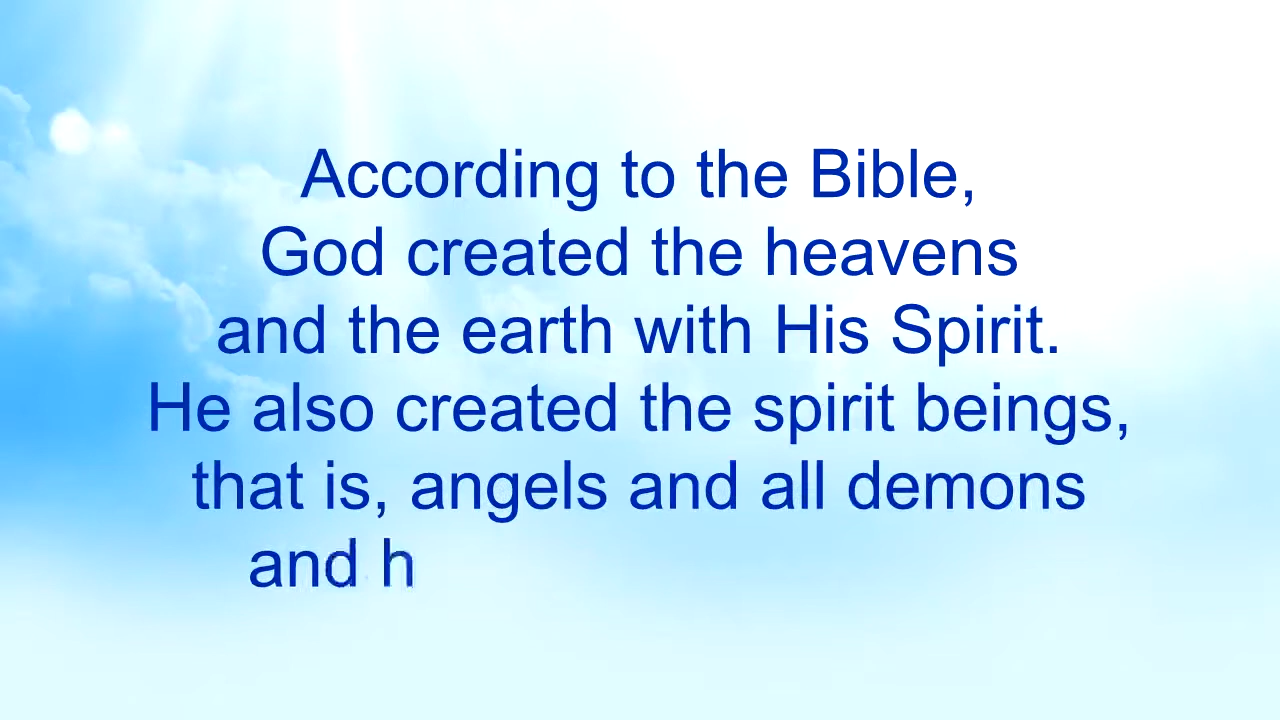 According to the Bible,
God created the heavens
and the earth with His Spirit.
He also created the spirit beings,
that is, angels and all demons
and h